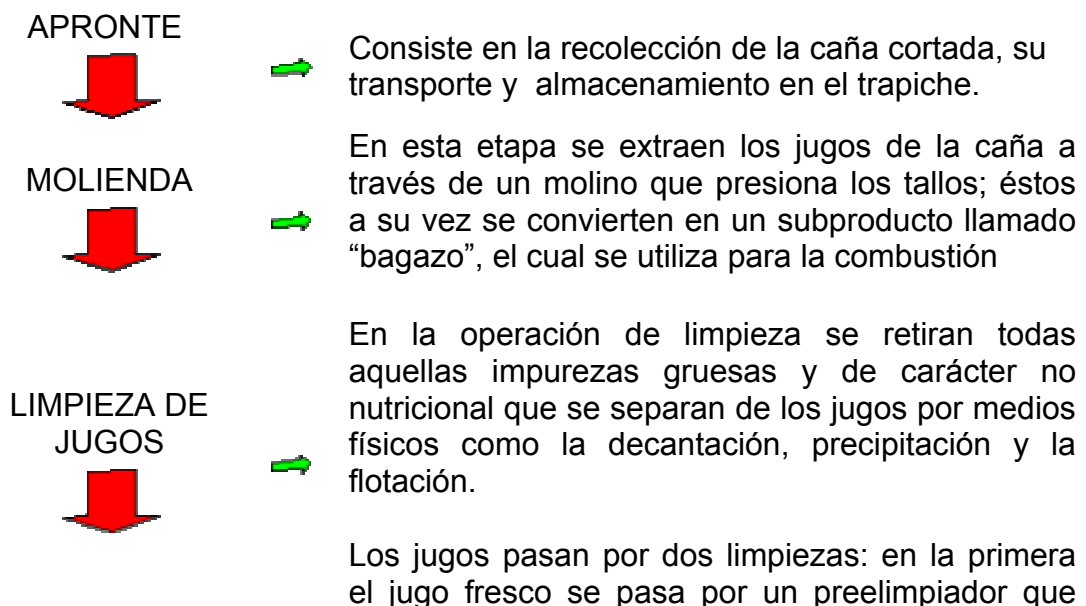 APRONTE
Consiste en la recolección de la caña cortada, su
transporte y almacenamiento en el trapiche.
MOLIENDA
En esta etapa se extraen los jugos de la caña a
través de un molino que presiona los tallos; éstos
a su vez se convierten en un subproducto llamado
“bagazo”, el cual se utiliza para la combustión
LIMPIEZA DE
JUGOS
En la operación de limpieza se retiran todas
aquellas impurezas gruesas y de carácter no
nutricional que se separan de los jugos por medios
físicos como la decantación, precipitación y la
flotación.
Los jugos pasan por dos limpiezas: en la primera
el jugo fresco se pasa por un preelimpiador que